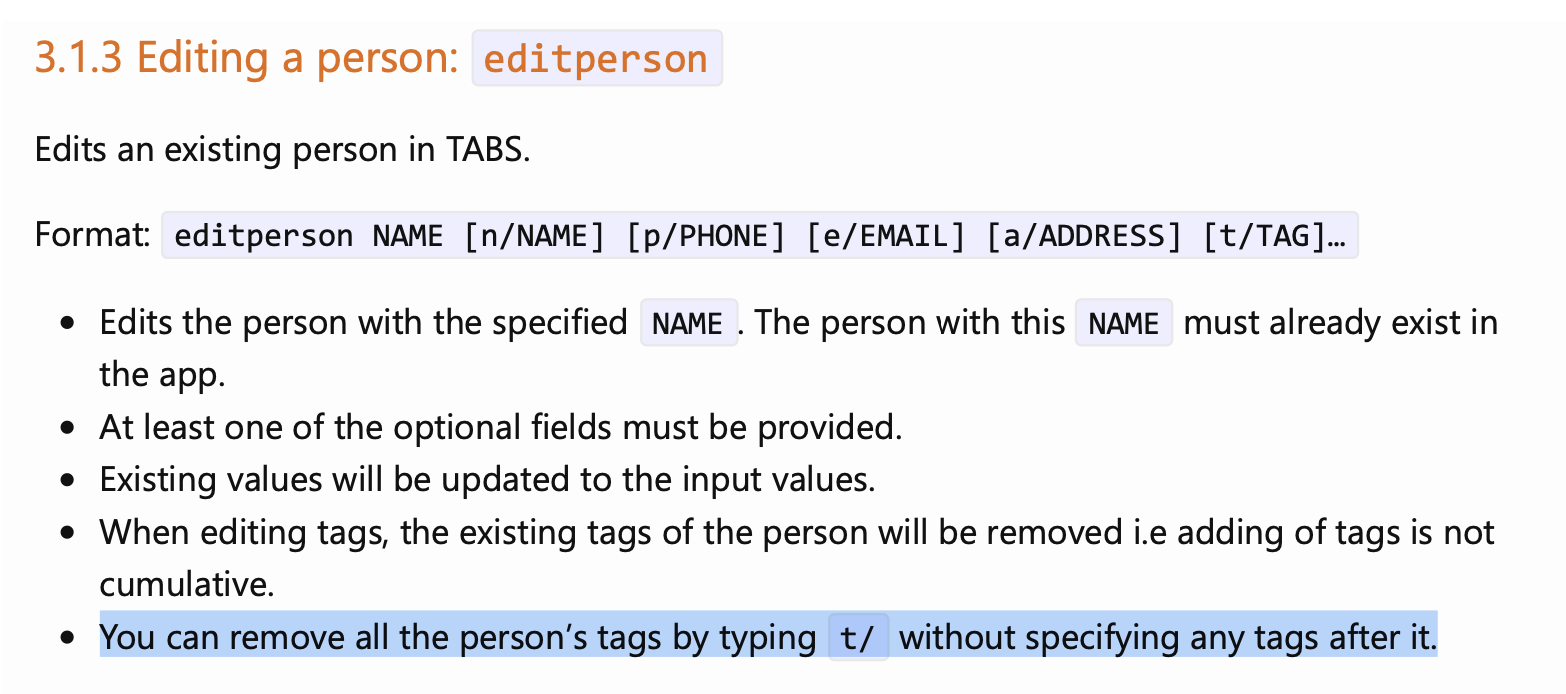 3.1.3 Editing a person: editperson
Edits an existing person in TABS.
Format: editperson NAME [n/NAME] [p/PHONE] [e/EMAIL] [a/ADDRESS] [t/TAG]…
• Edits the person with the specified NAME. The person with this NAME must already exist in
the app.
• At least one of the optional fields must be provided.
• Existing values will be updated to the input values.
• When editing tags, the existing tags of the person will be removed i.e adding of tags is not
cumulative.
• You can remove all the person’s tags by typing t/ without specifying any tags after it.